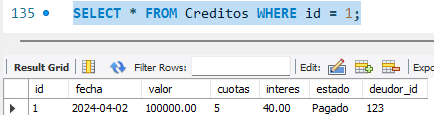 135 SELECT * FROM Creditos WHERE id = 1;
Result Grid Filter Rows: Edit: Expo
id fecha valor cuotas interes estado deudor_id
1 2024-04-02 100000.00 5 40.00 Pagado 123